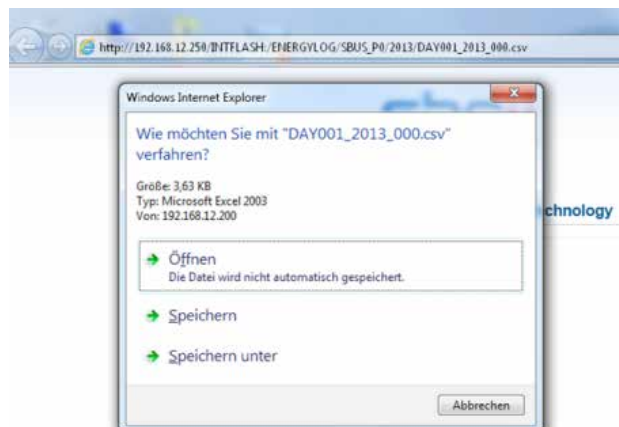 http://192.168.12.250/INTFLASH:/ENERGYLOG/SBUS_P0/2013/DAY001_2013_000.csv
Windows Internet Explorer
Wie möchten Sie mit "DAY001_2013_000.csv"
verfahren?
Größe: 3,63 KB
Typ: Microsoft Excel 2003
Von: 192.168.12.200
chnology
Öffnen
Die Datei wird nicht automatisch gespeichert.
Speichern
Speichern unter
Abbrechen